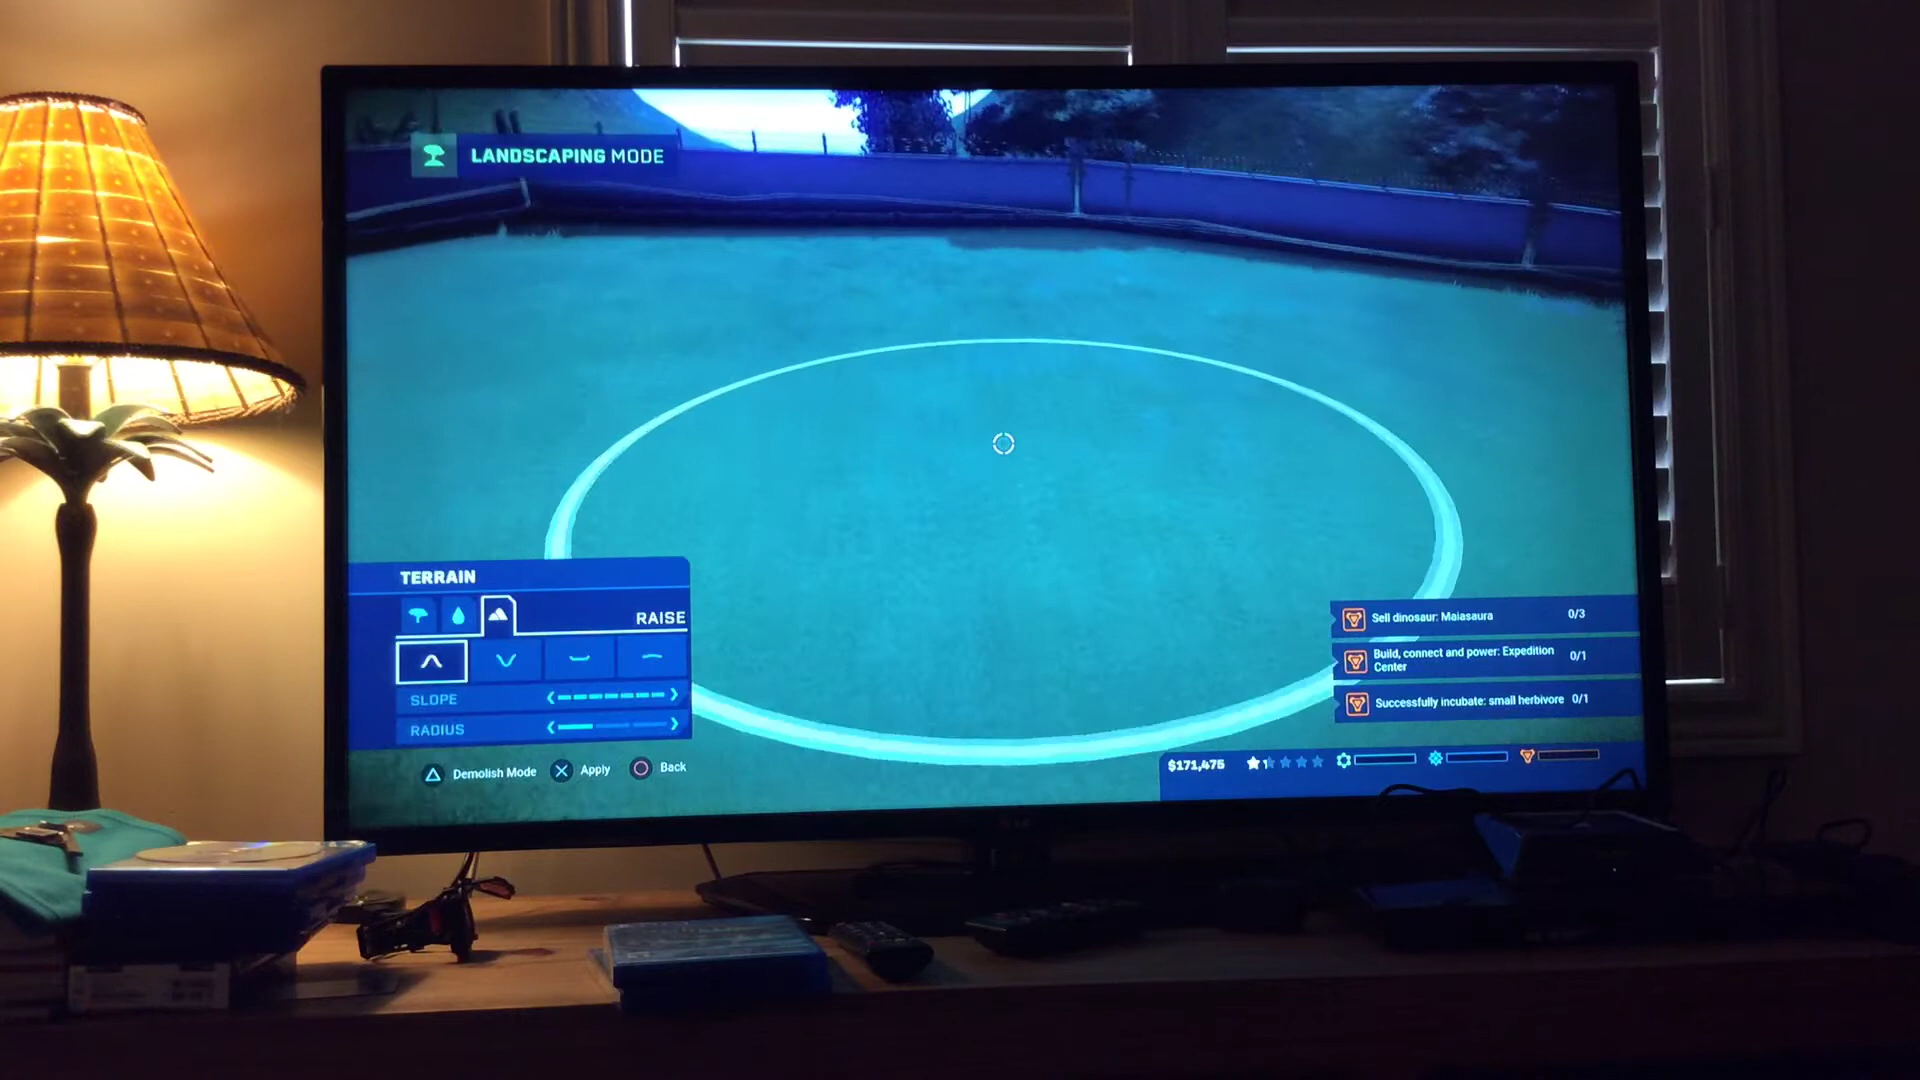 LANDSCAPING MODE
TERRAIN
RAISE
SLOPE
RADIUS
Demolish Mode Apply Back
Sell dinosaur: Maiasaura 0/3
Build, connect and power: Expedition
Center 0/1
Successfully incubate: small herbivore 0/1
$171,475